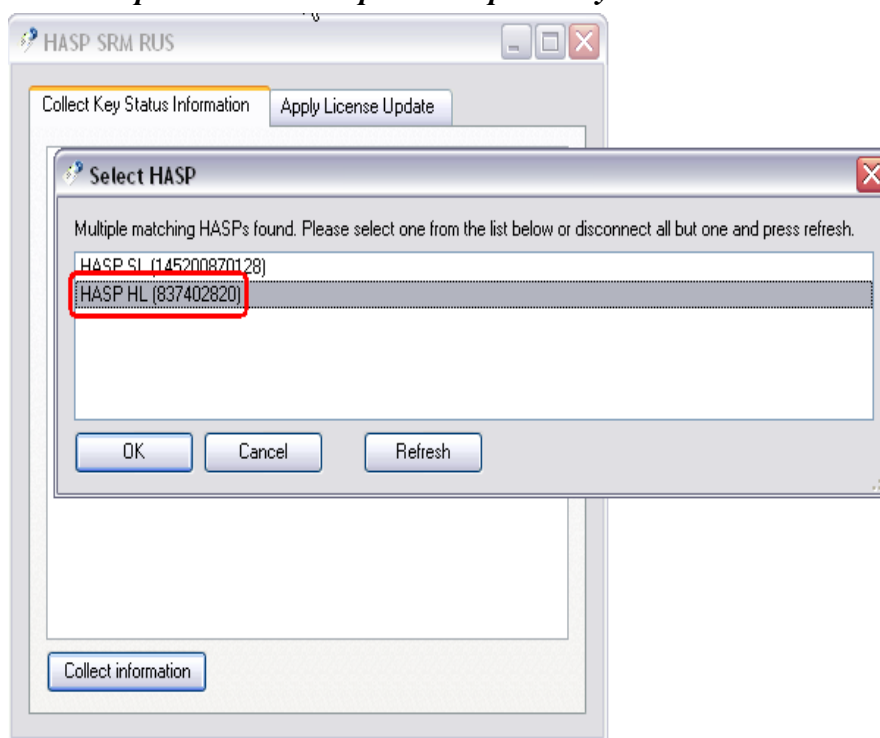 HASP SRM RUS
Collect Key Status Information
Apply License Update
Select HASP
Multiple matching HASPs found. Please select one from the list below or disconnect all but one and press refresh.
HASP SL (145200870128)
HASP HL (837402820)
OK
Cancel
Refresh
Collect information